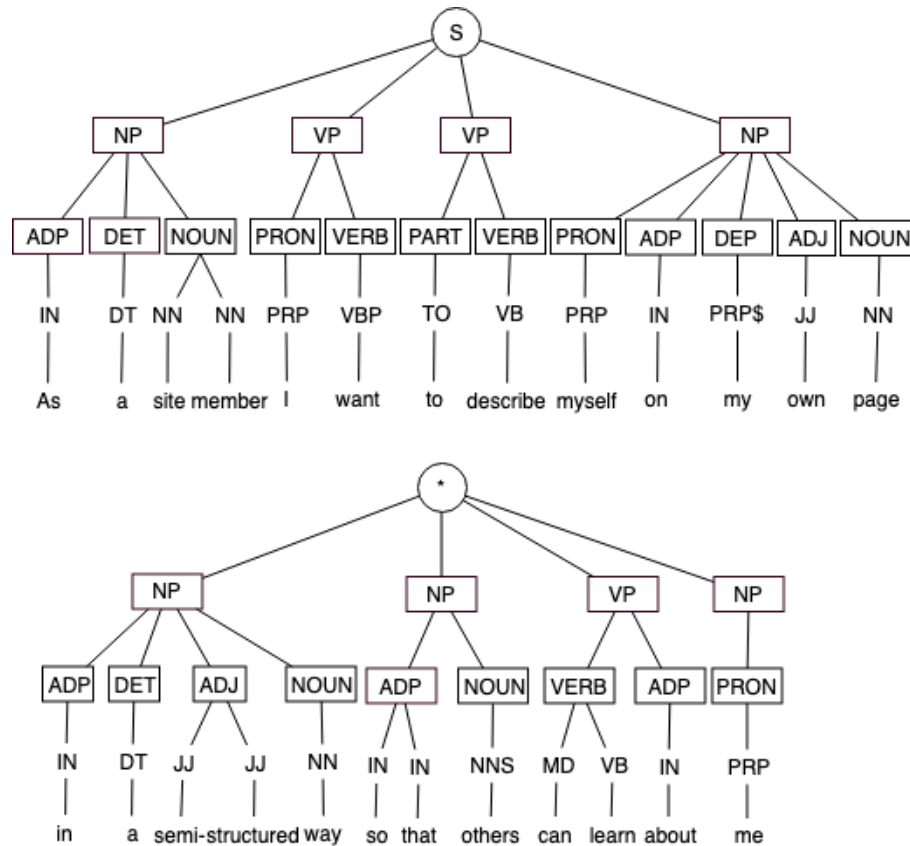 S
NP VP VP NP
ADP DET NOUN PRON VERB PART VERB PRON ADP DEP ADJ NOUN
IN DT NN NN PRP VBP TO VB PRP IN PRP$ JJ NN
As a site member I want to describe myself on my own page
*
NP NP VP NP
ADP DET ADJ NOUN ADP NOUN VERB ADP PRON
IN DT JJ JJ NN IN IN NNS MD VB IN PRP
in a semi-structured way so that others can learn about me